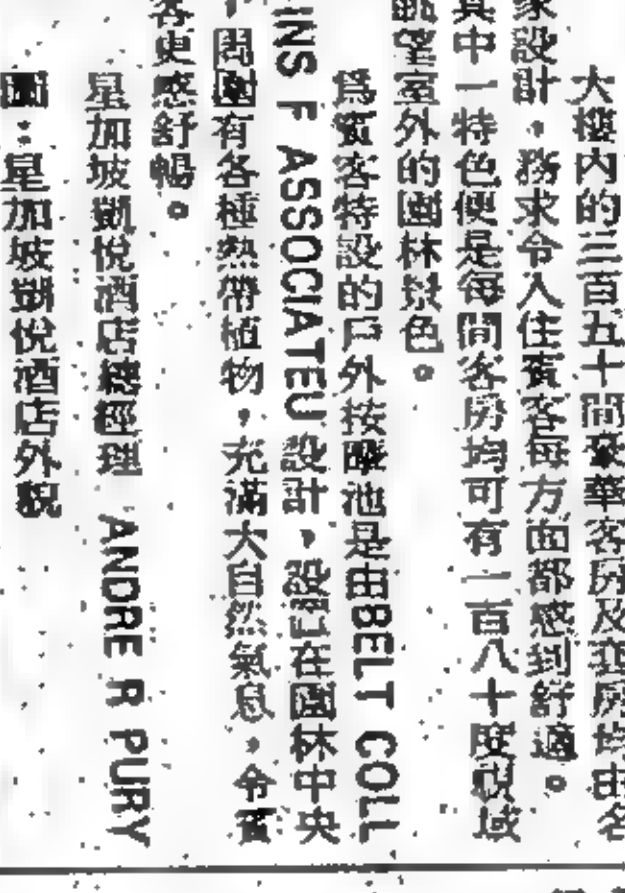 大樓內的三百五十間豪華客房及套房均由名
家設計，務求令入住賓客每方面都感到舒適。
其中一特色便是每間客房均可有一百八十度視域
眺望室外的園林景色。
爲賓客特設的戶外按酸池是由BELT COLL
INS F ASSOCIATEU 設計，設置在園林中央
，周圍有各種熱帶植物，充滿大自然氣息，令賓
客更感舒暢。
星加坡凱悅酒店總經理 ANDRE R PURY
圖：星加坡凱悅酒店外貌